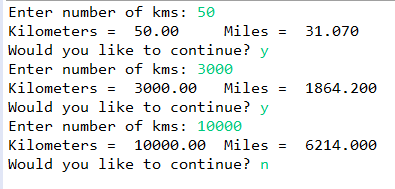 Enter number of kms: 50
Kilometers =  50.00     Miles =  31.070
Would you like to continue? y
Enter number of kms: 3000
Kilometers =  3000.00   Miles =  1864.200
Would you like to continue? y
Enter number of kms: 10000
Kilometers =  10000.00  Miles =  6214.000
Would you like to continue? n